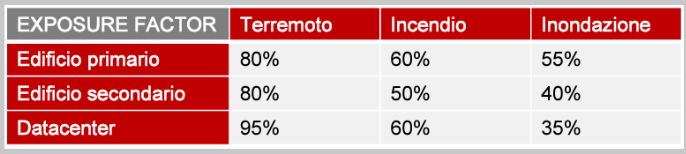 EXPOSURE FACTOR Terremoto Incendio Inondazione
Edificio primario 80% 60% 55%
Edificio secondario 80% 50% 40%
Datacenter 95% 60% 35%